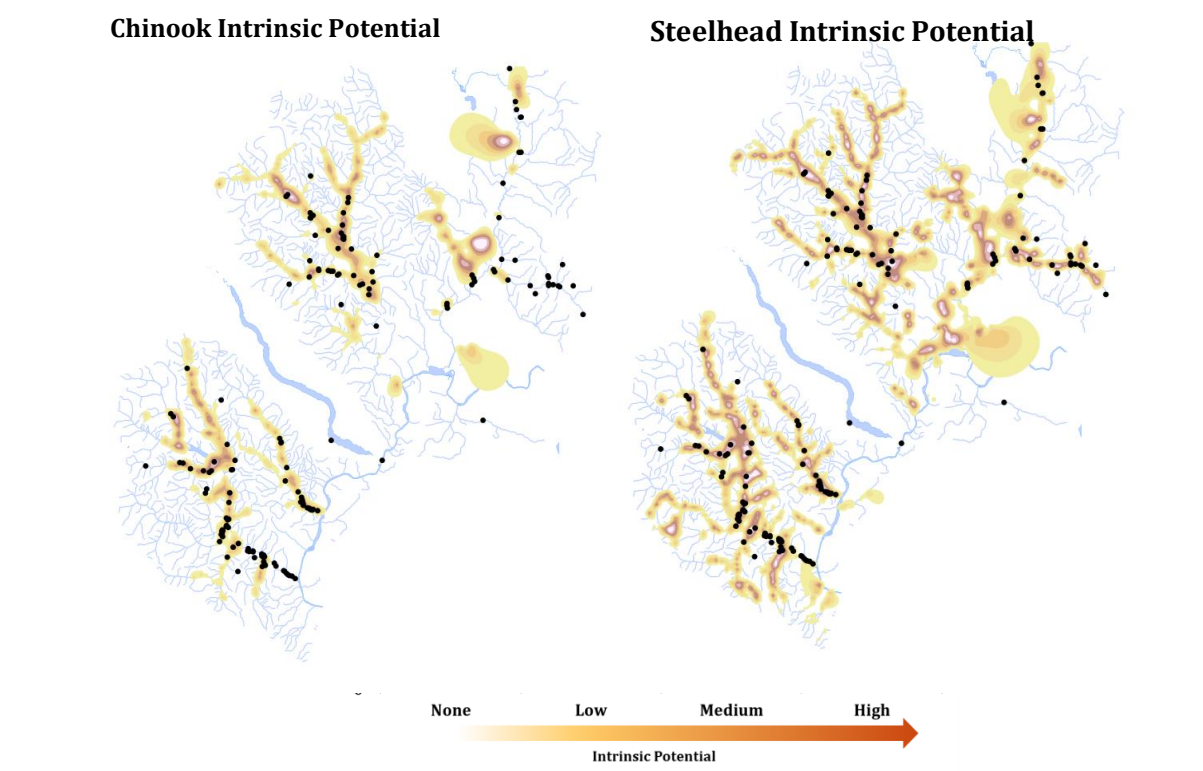 Chinook Intrinsic Potential
Steelhead Intrinsic Potential
None Low Medium High
Intrinsic Potential